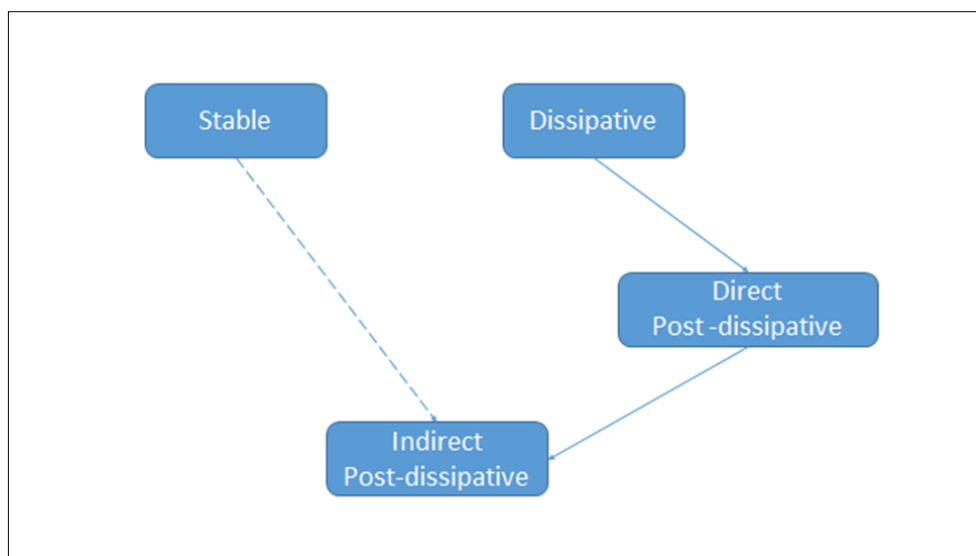 Stable
Dissipative
Direct
Post -dissipative
Indirect
Post-dissipative